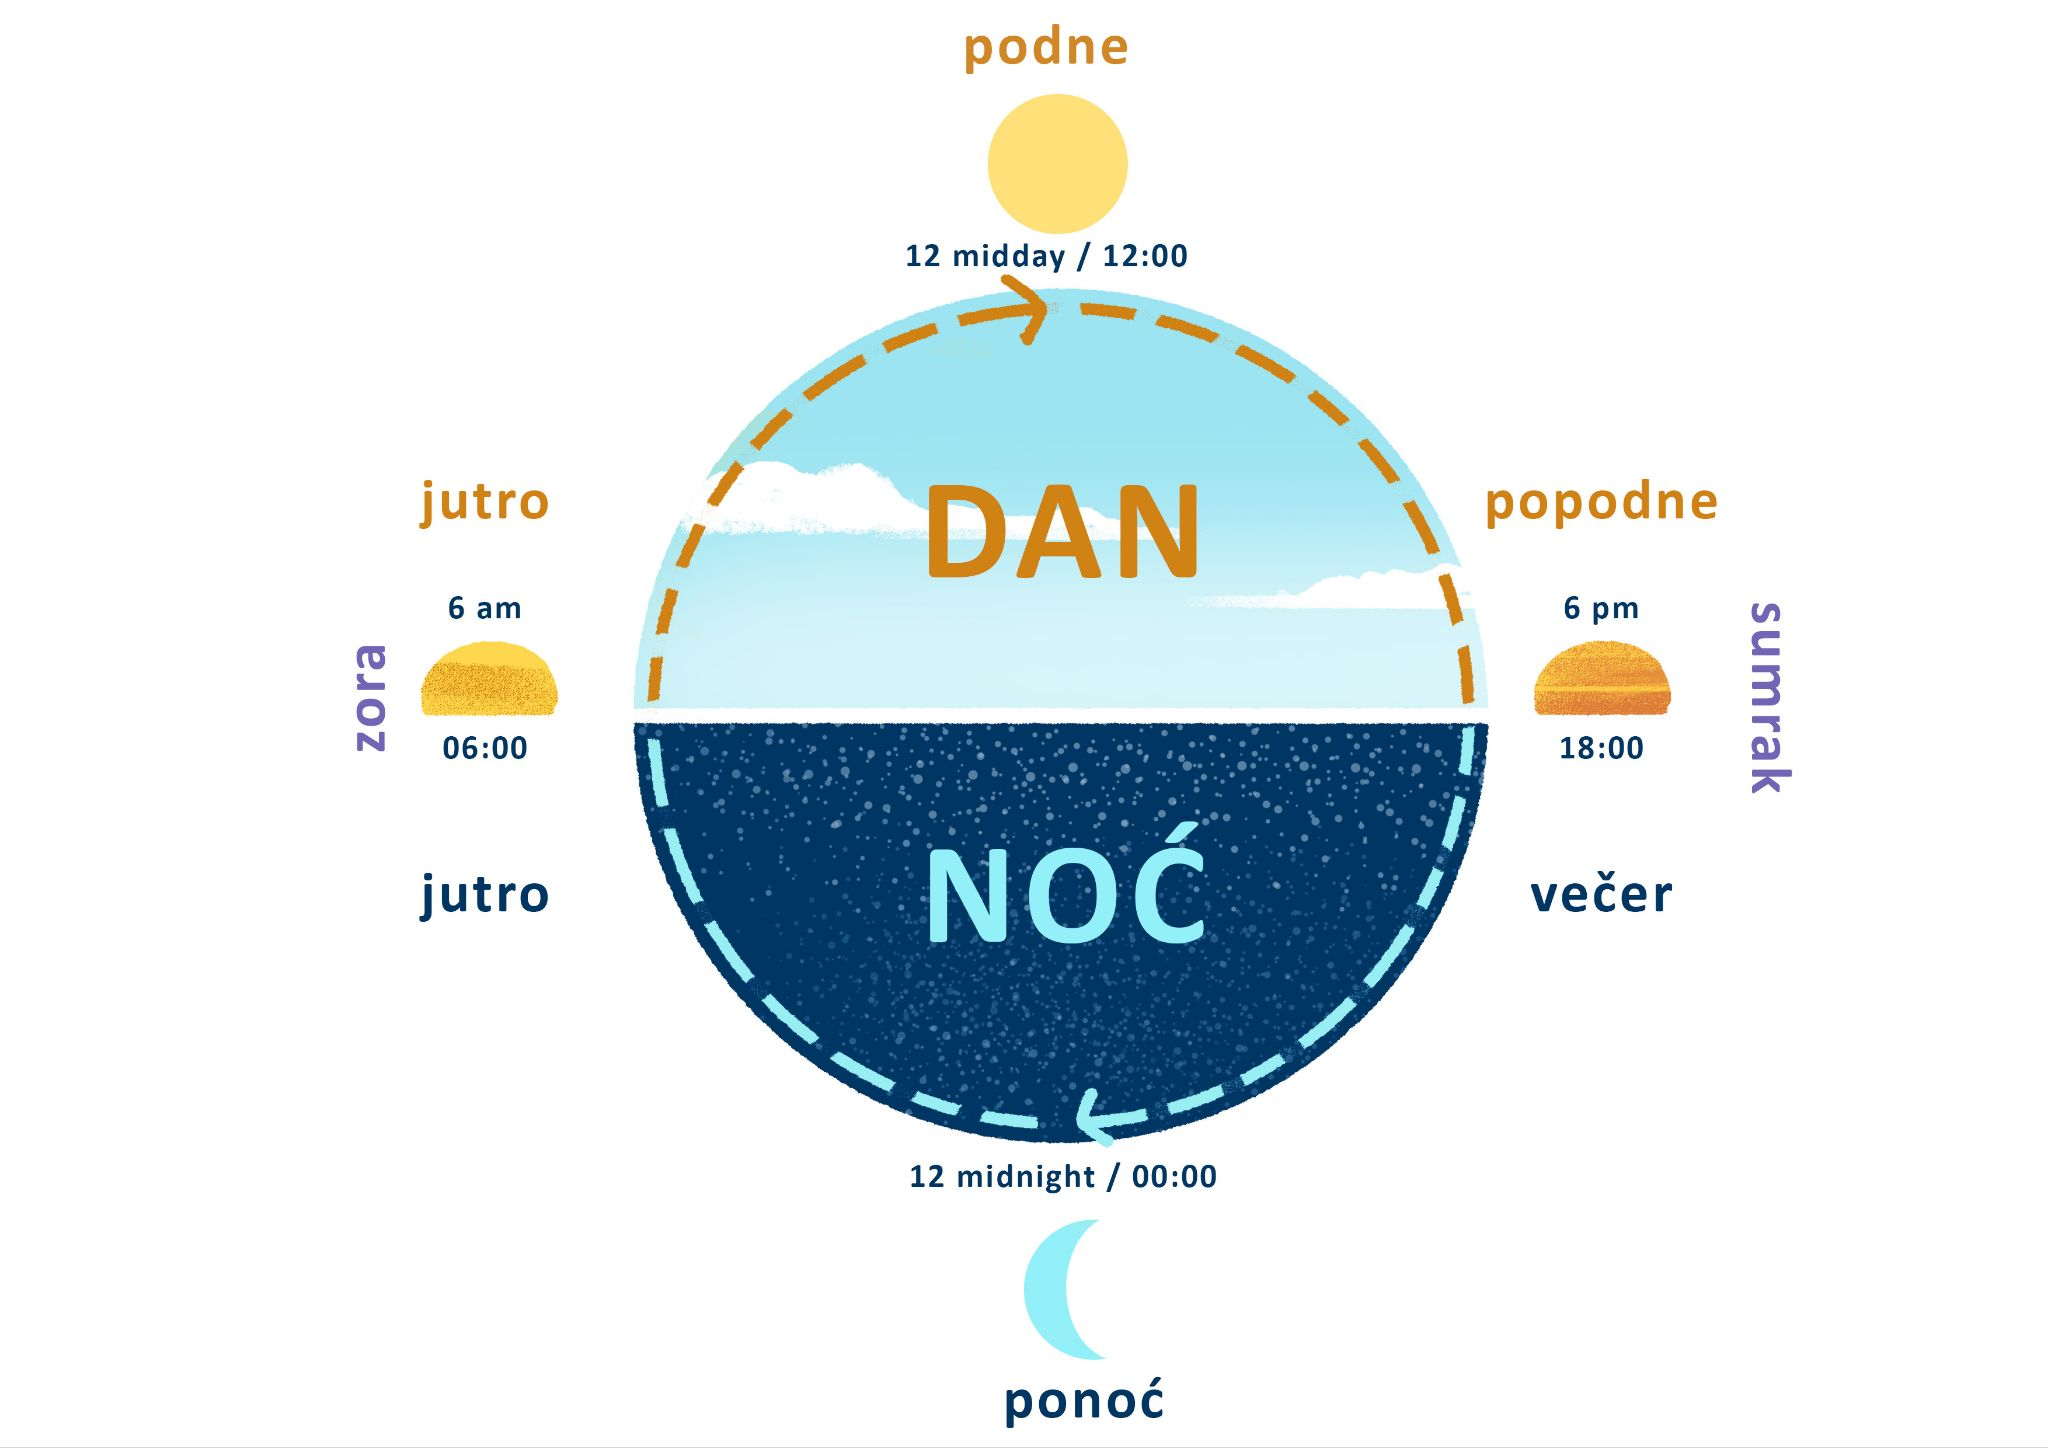 podne
12 midday / 12:00
DAN
jutro
popodne
6 am
6 pm
zora
sumrak
06:00
18:00
NOĆ
jutro
večer
12 midnight / 00:00
ponoć